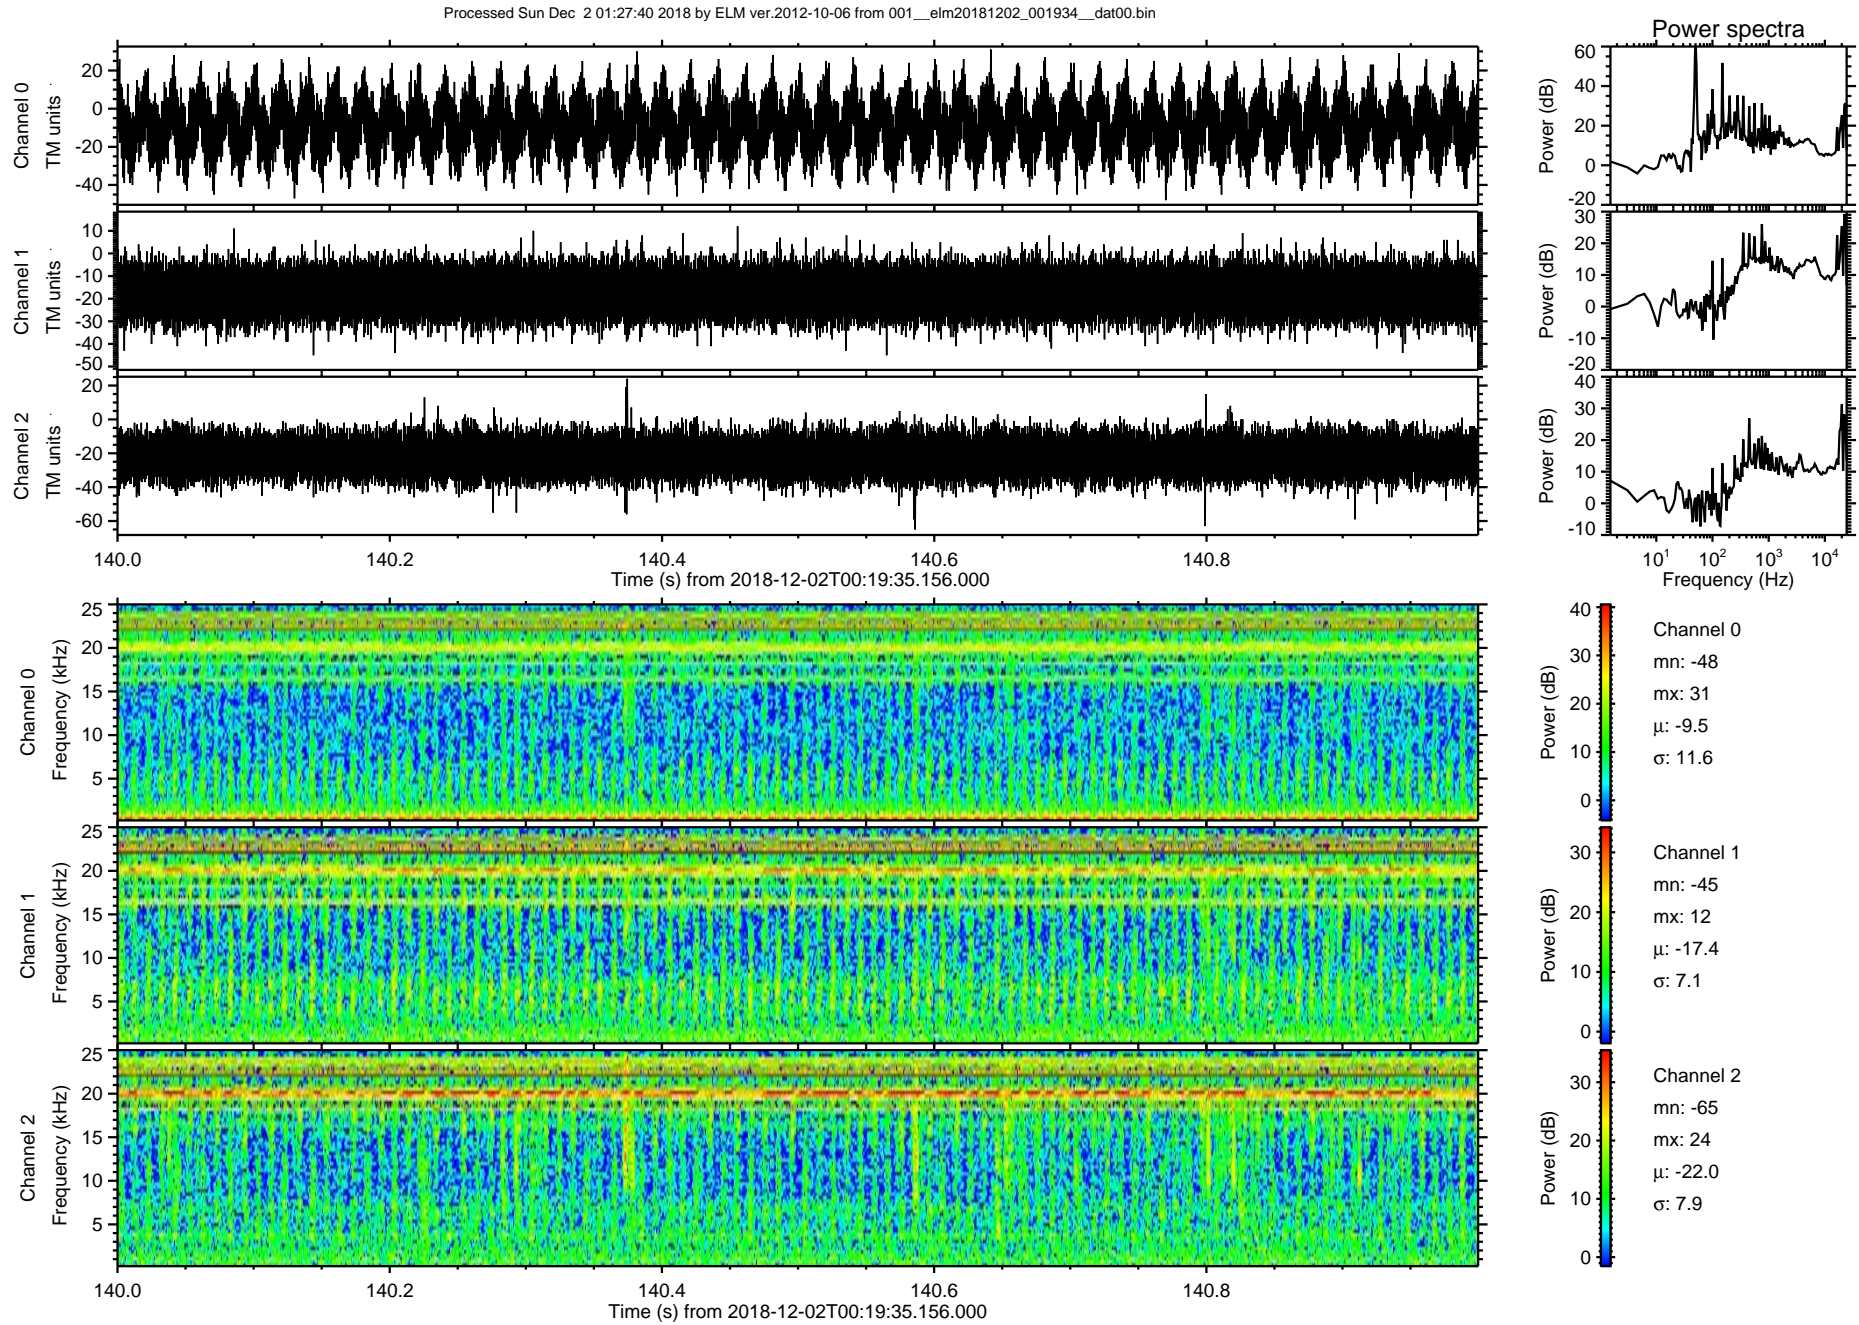 Processed Sun Dec  2 01:27:40 2018 by ELM ver.2012-10-06 from 001__elm20181202_001934__dat00.bin
Power spectra
Channel 0
TM units
20
0
-20
-40
Power (dB)
60
40
20
0
-20
Channel 1
TM units
10
0
-10
-20
-30
-40
-50
Power (dB)
30
20
10
0
-10
-20
Channel 2
TM units
20
0
-20
-40
-60
Power (dB)
40
30
20
10
0
-10
140.0 140.2 140.4 140.6 140.8
Time (s) from 2018-12-02T00:19:35.156.000
10¹ 10² 10³ 10⁴
Frequency (Hz)
Channel 0
Frequency (kHz)
25
20
15
10
5
Power (dB)
40
30
20
10
0
Channel 0
mn: -48
mx: 31
μ: -9.5
σ: 11.6
Channel 1
Frequency (kHz)
25
20
15
10
5
Power (dB)
30
20
10
0
Channel 1
mn: -45
mx: 12
μ: -17.4
σ: 7.1
Channel 2
Frequency (kHz)
25
20
15
10
5
Power (dB)
30
20
10
0
Channel 2
mn: -65
mx: 24
μ: -22.0
σ: 7.9
140.0 140.2 140.4 140.6 140.8
Time (s) from 2018-12-02T00:19:35.156.000